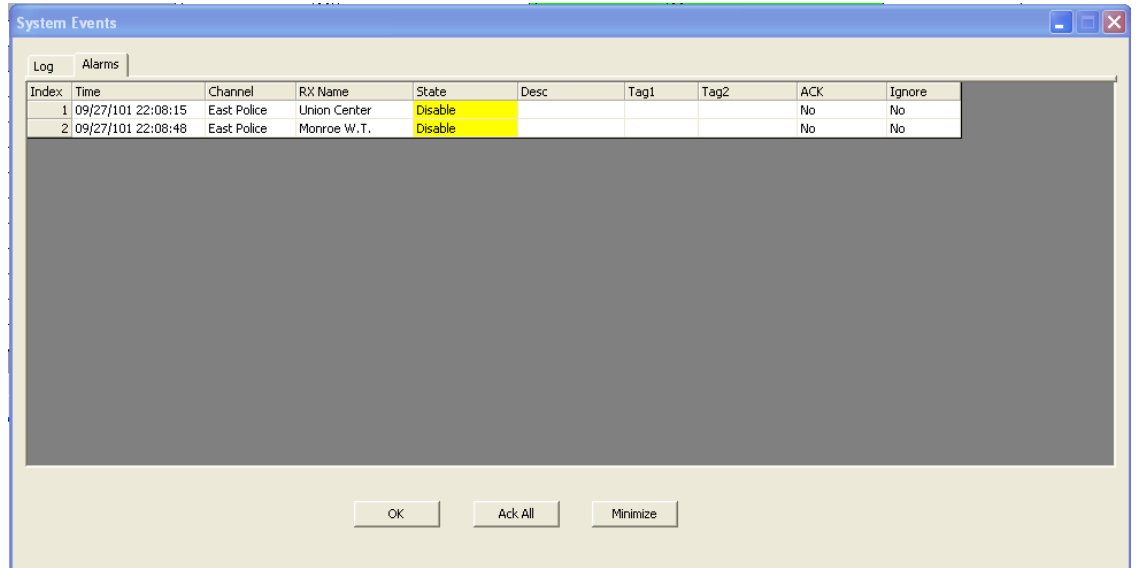 System Events
Log Alarms
Index Time Channel RX Name State Desc Tag1 Tag2 ACK Ignore
1 09/27/101 22:08:15 East Police Union Center Disable No No
2 09/27/101 22:08:48 East Police Monroe W.T. Disable No No
OK Ack All Minimize